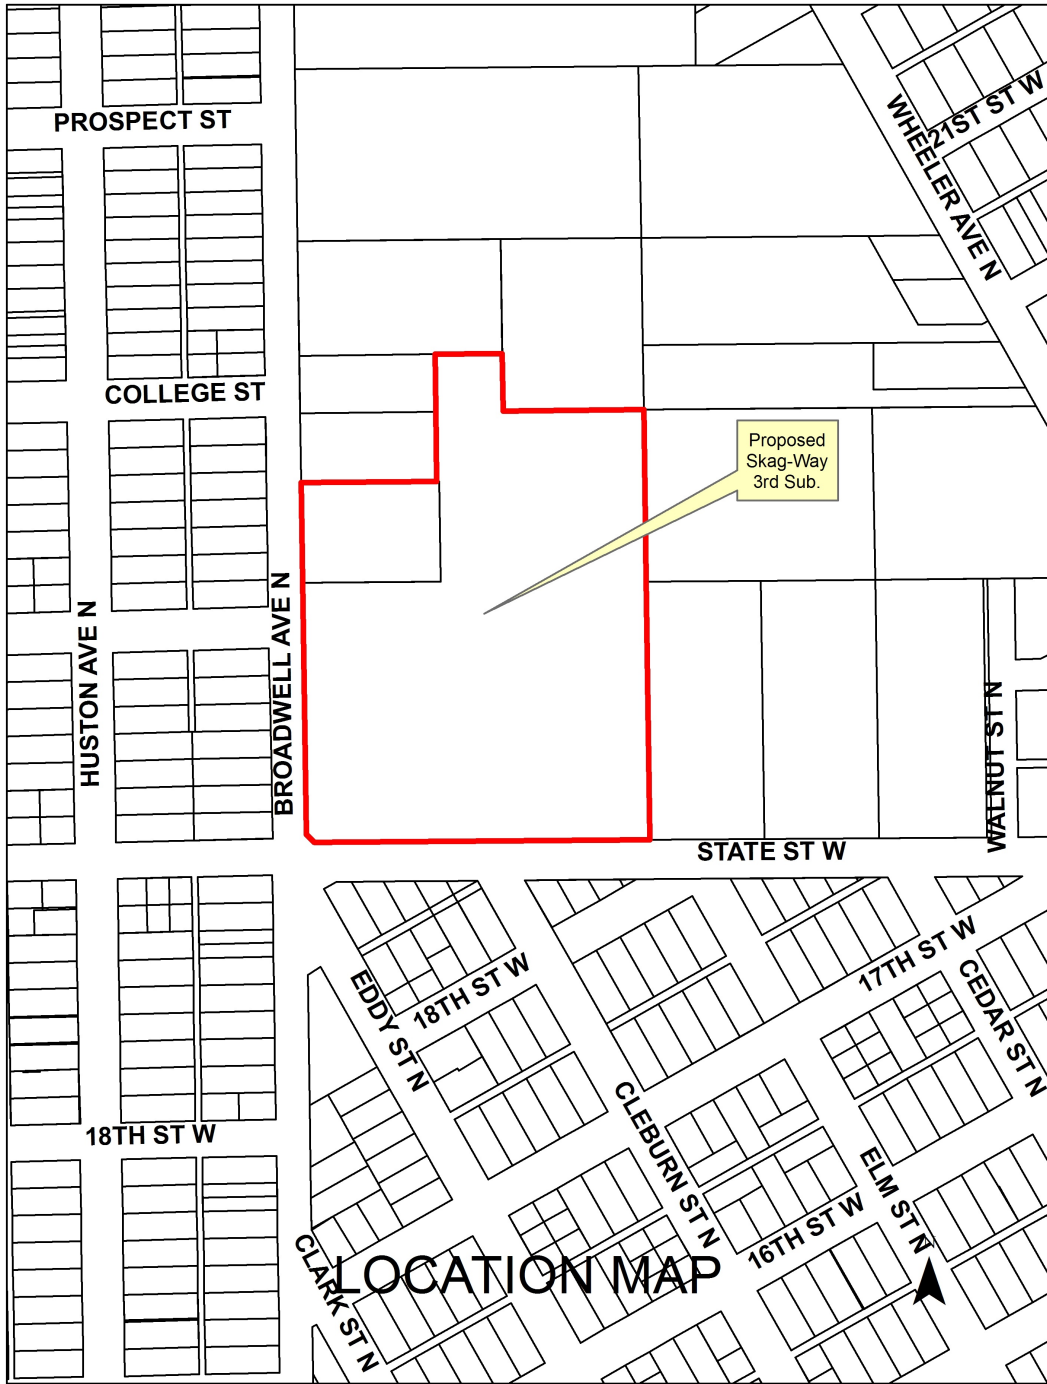 PROSPECT ST
WHEELER AVE N
21ST ST W
COLLEGE ST
Proposed
Skag-Way
3rd Sub.
HUSTON AVE N
BROADWELL AVE N
WALNUT ST N
STATE ST W
EDDY ST N
18TH ST W
17TH ST W
CEDAR ST N
CLEBURN ST N
18TH ST W
ELM ST N
16TH ST W
CLARK ST N
LOCATION MAP